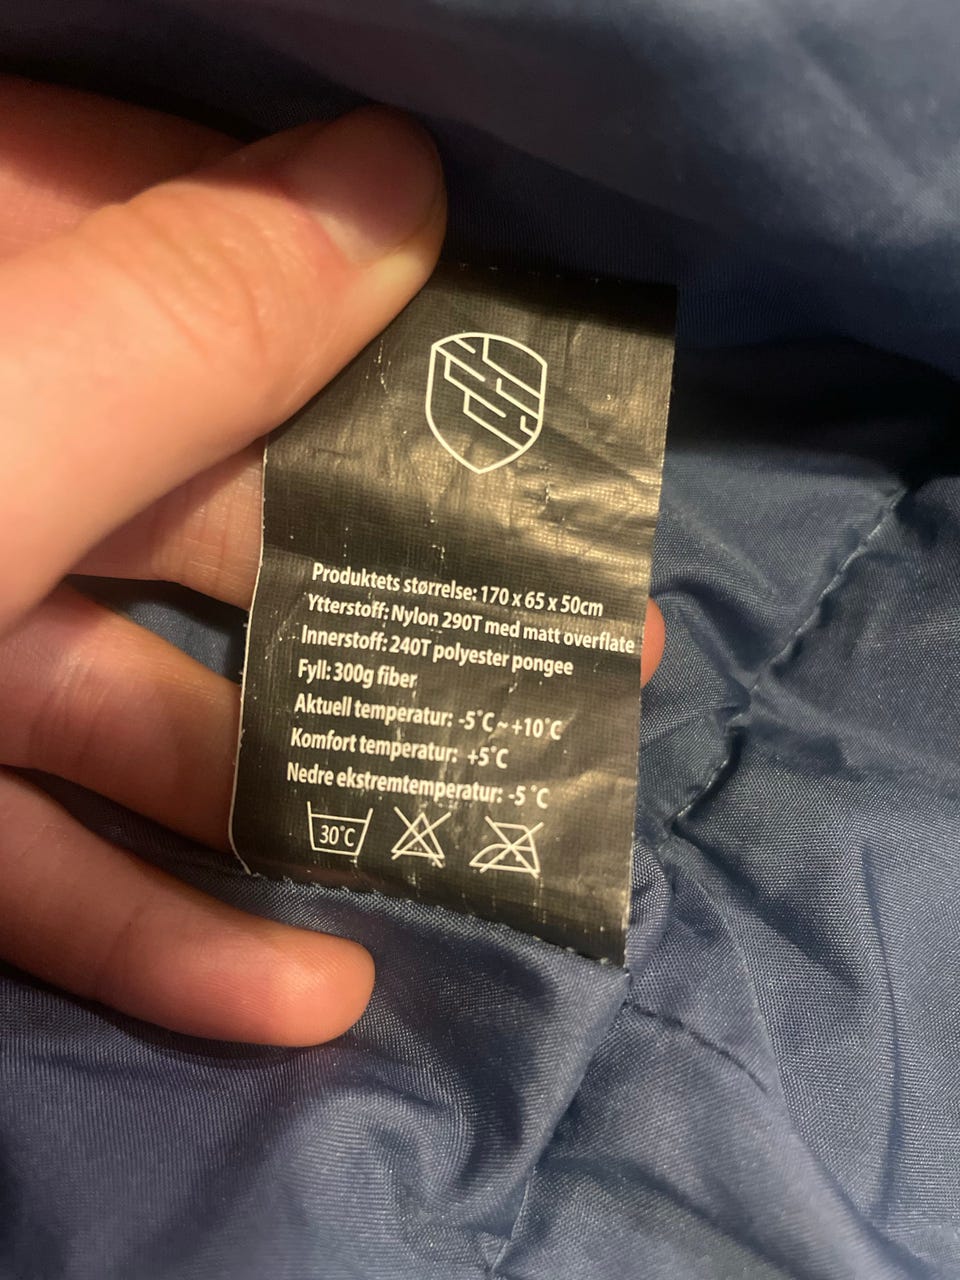 Produktets størrelse: 170 x 65 x 50cm
Ytterstoff: Nylon 290T med matt overflate
Innerstoff: 240T polyester pongee
Fyll: 300g fiber
Aktuell temperatur: -5°C ~ +10°C
Komfort temperatur: +5°C
Nedre ekstremtemperatur: -5 °C
30°C